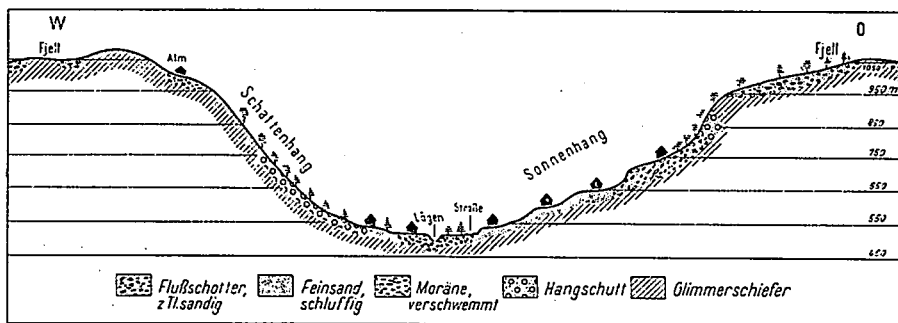 W
O
Fjell
Alm
Schattenhang
Lågen
Straße
Sonnenhang
Fjell
1050
950 m
850
750
650
550
450
Flußschotter, z.Tl.sandig
Feinsand, schluffig
Moräne, verschwemmt
Hangschutt
Glimmerschiefer